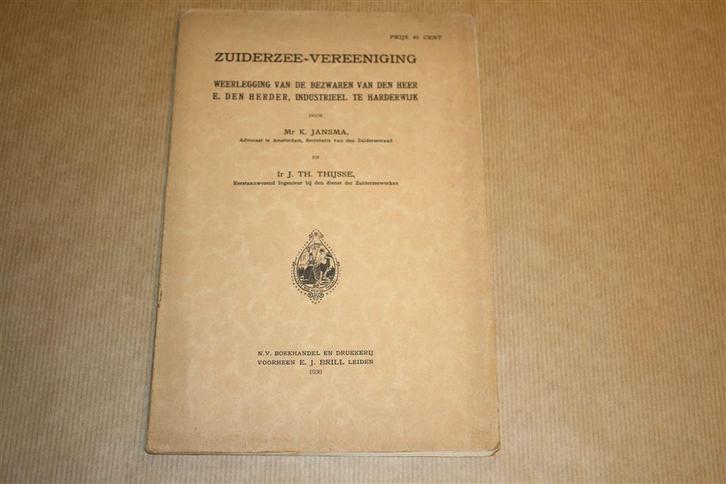 PRIJS 40 CENT
ZUIDERZEE-VEREENIGING
WEERLEGGING VAN DE BEZWAREN VAN DEN HEER
E. DEN HERDER, INDUSTRIEEL TE HARDERWIJK
DOOR
Mr K. JANSMA,
Advocaat te Amsterdam, Secretaris van den Zuiderzeeraad
EN
Ir J. TH. THIJSSE,
Eerstaanwezend Ingenieur bij den dienst der Zuiderzeewerken
N.V. BOEKHANDEL EN DRUKKERIJ
VOORHEEN E. J. BRILL LEIDEN
1930